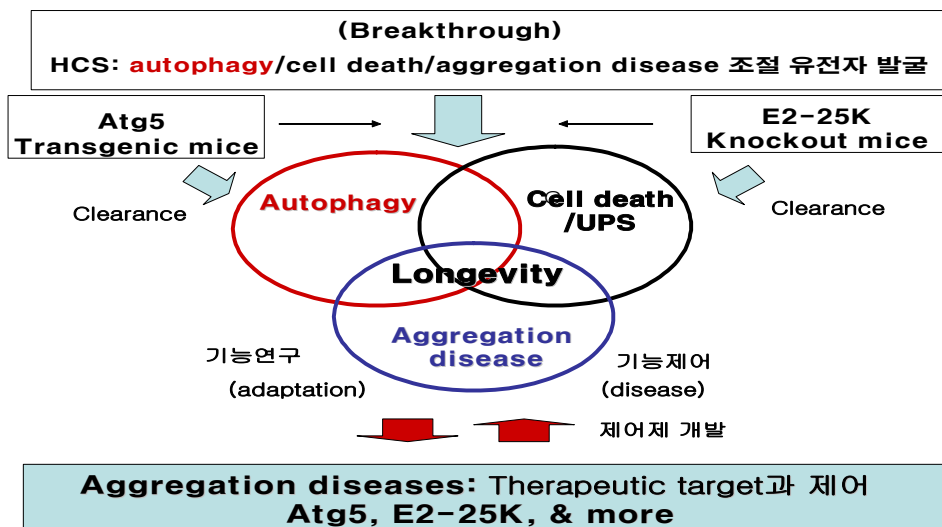 (Breakthrough)
HCS: autophagy/cell death/aggregation disease 조절 유전자 발굴
Atg5
Transgenic mice
E2-25K
Knockout mice
Clearance
Clearance
Autophagy
Cell death
/UPS
Longevity
Aggregation
disease
기능연구
(adaptation)
기능제어
(disease)
제어제 개발
Aggregation diseases: Therapeutic target과 제어
Atg5, E2-25K, & more